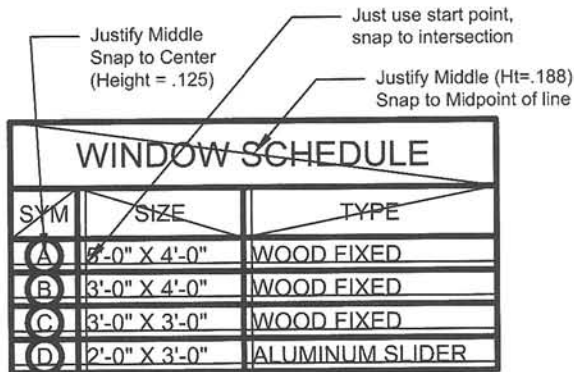 Justify Middle
Snap to Center
(Height = .125)
Just use start point,
snap to intersection
Justify Middle (Ht=.188)
Snap to Midpoint of line
WINDOW SCHEDULE
SYM SIZE TYPE
A 5'-0" X 4'-0" WOOD FIXED
B 3'-0" X 4'-0" WOOD FIXED
C 3'-0" X 3'-0" WOOD FIXED
D 2'-0" X 3'-0" ALUMINUM SLIDER